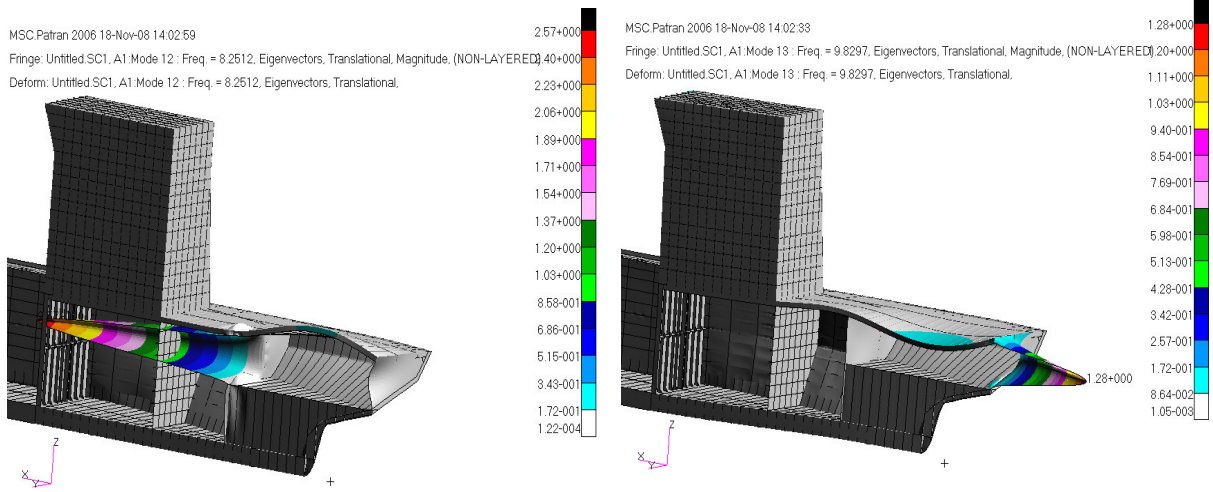 MSC.Patran 2006 18-Nov-08 14:02:59
Fringe: Untitled.SC1, A1:Mode 12 : Freq. = 8.2512, Eigenvectors, Translational, Magnitude, (NON-LAYERED)
Deform: Untitled.SC1, A1:Mode 12 : Freq. = 8.2512, Eigenvectors, Translational,
2.57+000
2.40+000
2.23+000
2.06+000
1.89+000
1.71+000
1.54+000
1.37+000
1.20+000
1.03+000
8.58-001
6.86-001
5.15-001
3.43-001
1.72-001
1.22-004
Z
X
Y
MSC.Patran 2006 18-Nov-08 14:02:33
Fringe: Untitled.SC1, A1:Mode 13 : Freq. = 9.8297, Eigenvectors, Translational, Magnitude, (NON-LAYERED)
Deform: Untitled.SC1, A1:Mode 13 : Freq. = 9.8297, Eigenvectors, Translational,
1.28+000
1.20+000
1.11+000
1.03+000
9.40-001
8.54-001
7.69-001
6.84-001
5.98-001
5.13-001
4.28-001
3.42-001
2.57-001
1.72-001
8.64-002
1.05-003
1.28+000
Z
X
Y